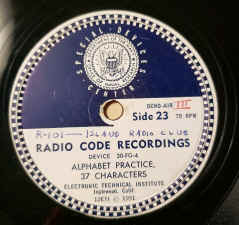 SPECIAL DEVICES CENTER
Side 23
78 RPM
RADIO CODE RECORDINGS
DEVICE 20-FG-4
ALPHABET PRACTICE,
37 CHARACTERS
ELECTRONIC TECHNICAL INSTITUTE
Inglewood, Calif.